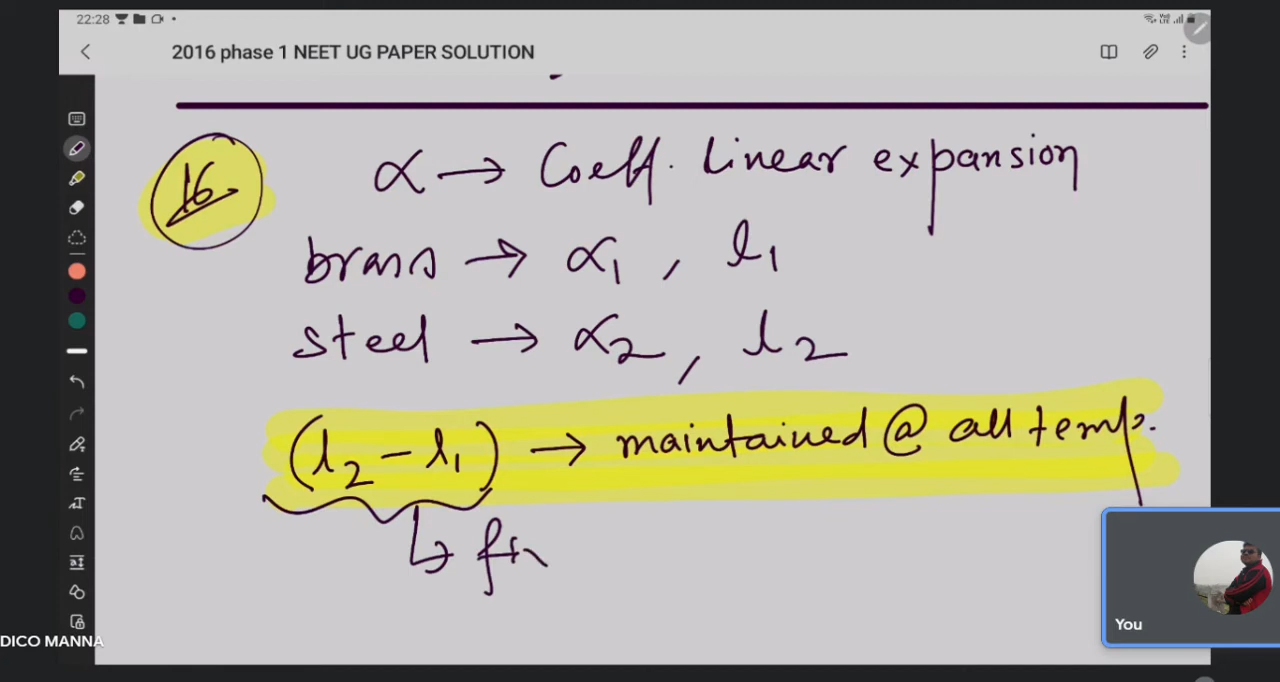 22:28
2016 phase 1 NEET UG PAPER SOLUTION
16 α → Coeff. Linear expansion
brass → α1 , l1
steel → α2 , l2
(l2 – l1) → maintained @ all temp.
↳
You
DICO MANNA